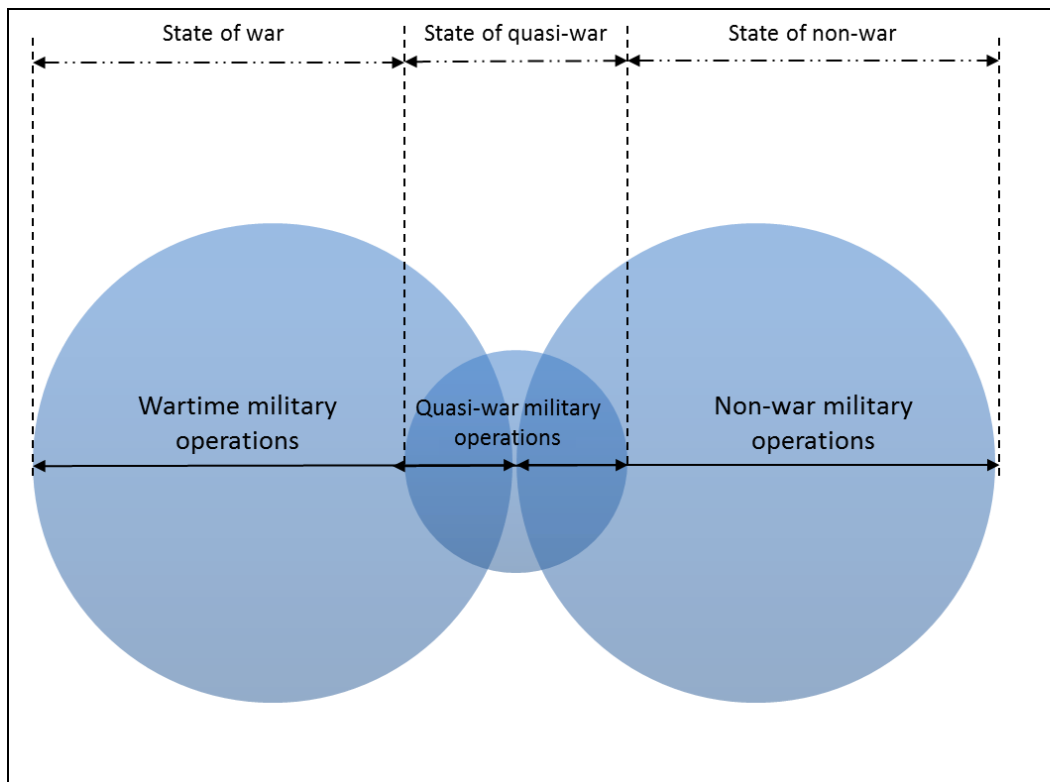 State of war
State of quasi-war
State of non-war
Wartime military
operations
Quasi-war military
operations
Non-war military
operations